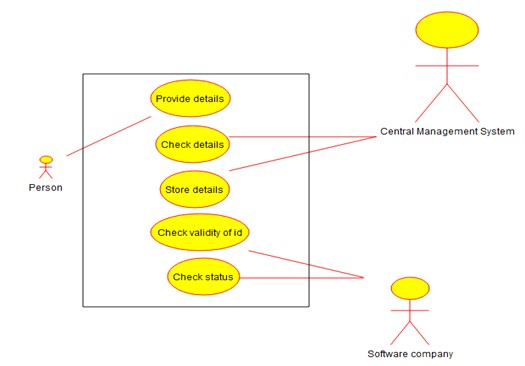 Provide details
Check details
Central Management System
Person
Store details
Check validity of id
Check status
Software company